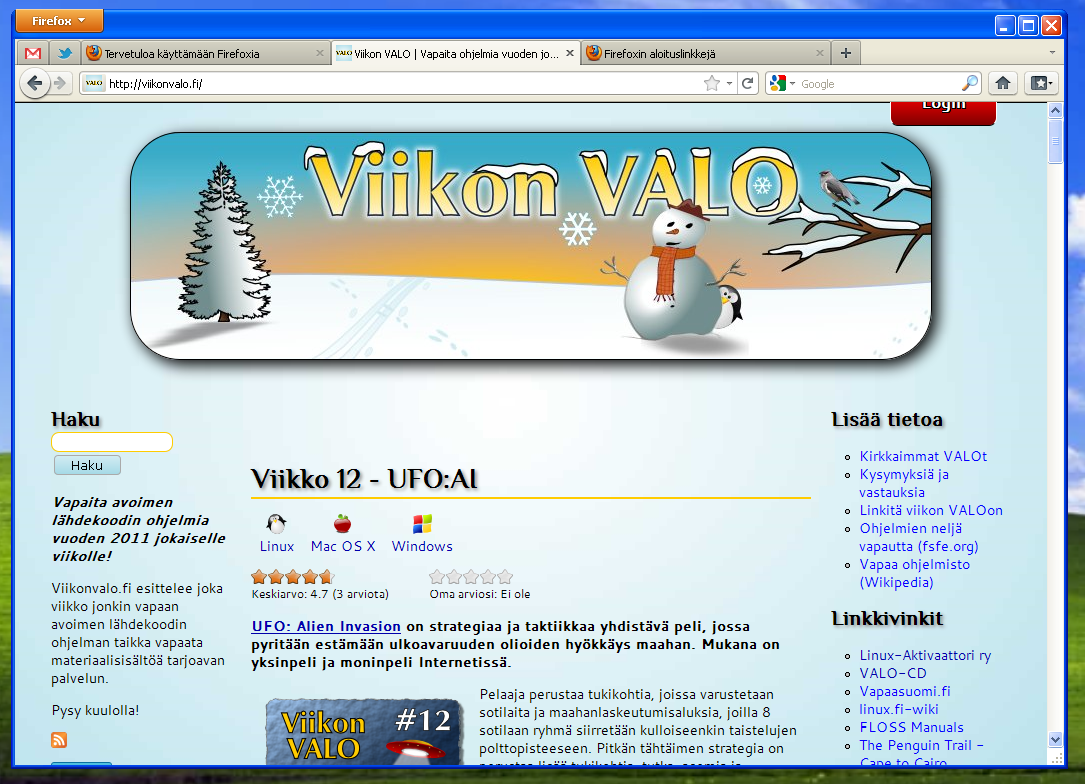 Firefox
Tervetuloa käyttämään Firefoxia
VALO
Viikon VALO | Vapaita ohjelmia vuoden jo...
Firefoxin aloituslinkkejä
VALO
http://viikonvalo.fi/
Google
Login
Viikon VALO
Haku
Haku
Vapaita avoimen
lähdekoodin ohjelmia
vuoden 2011 jokaiselle
viikolle!
Viikonvalo.fi esittelee joka
viikko jonkin vapaan
avoimen lähdekoodin
ohjelman taikka vapaata
materiaalisisältöä tarjoavan
palvelun.
Pysy kuulolla!
Viikko 12 - UFO:AI
Linux
Mac OS X
Windows
Keskiarvo: 4.7 (3 arviota)
Oma arviosi: Ei ole
UFO: Alien Invasion on strategiaa ja taktiikkaa yhdistävä peli, jossa
pyritään estämään ulkoavaruuden olioiden hyökkäys maahan. Mukana on
yksinpeli ja moninpeli Internetissä.
Viikon
VALO
#12
Pelaaja perustaa tukikohtia, joissa varustetaan
sotilaita ja maahanlaskeutumisaluksia, joilla 8
sotilaan ryhmä siirretään kulloiseenkin taistelujen
polttopisteeseen. Pitkän tähtäimen strategia on
Lisää tietoa
Kirkkaimmat VALOt
Kysymyksiä ja
vastauksia
Linkitä viikon VALOon
Ohjelmien neljä
vapautta (fsfe.org)
Vapaa ohjelmisto
(Wikipedia)
Linkkivinkit
Linux-Aktivaattori ry
VALO-CD
Vapaasuomi.fi
linux.fi-wiki
FLOSS Manuals
The Penguin Trail -
Cape to Cairo